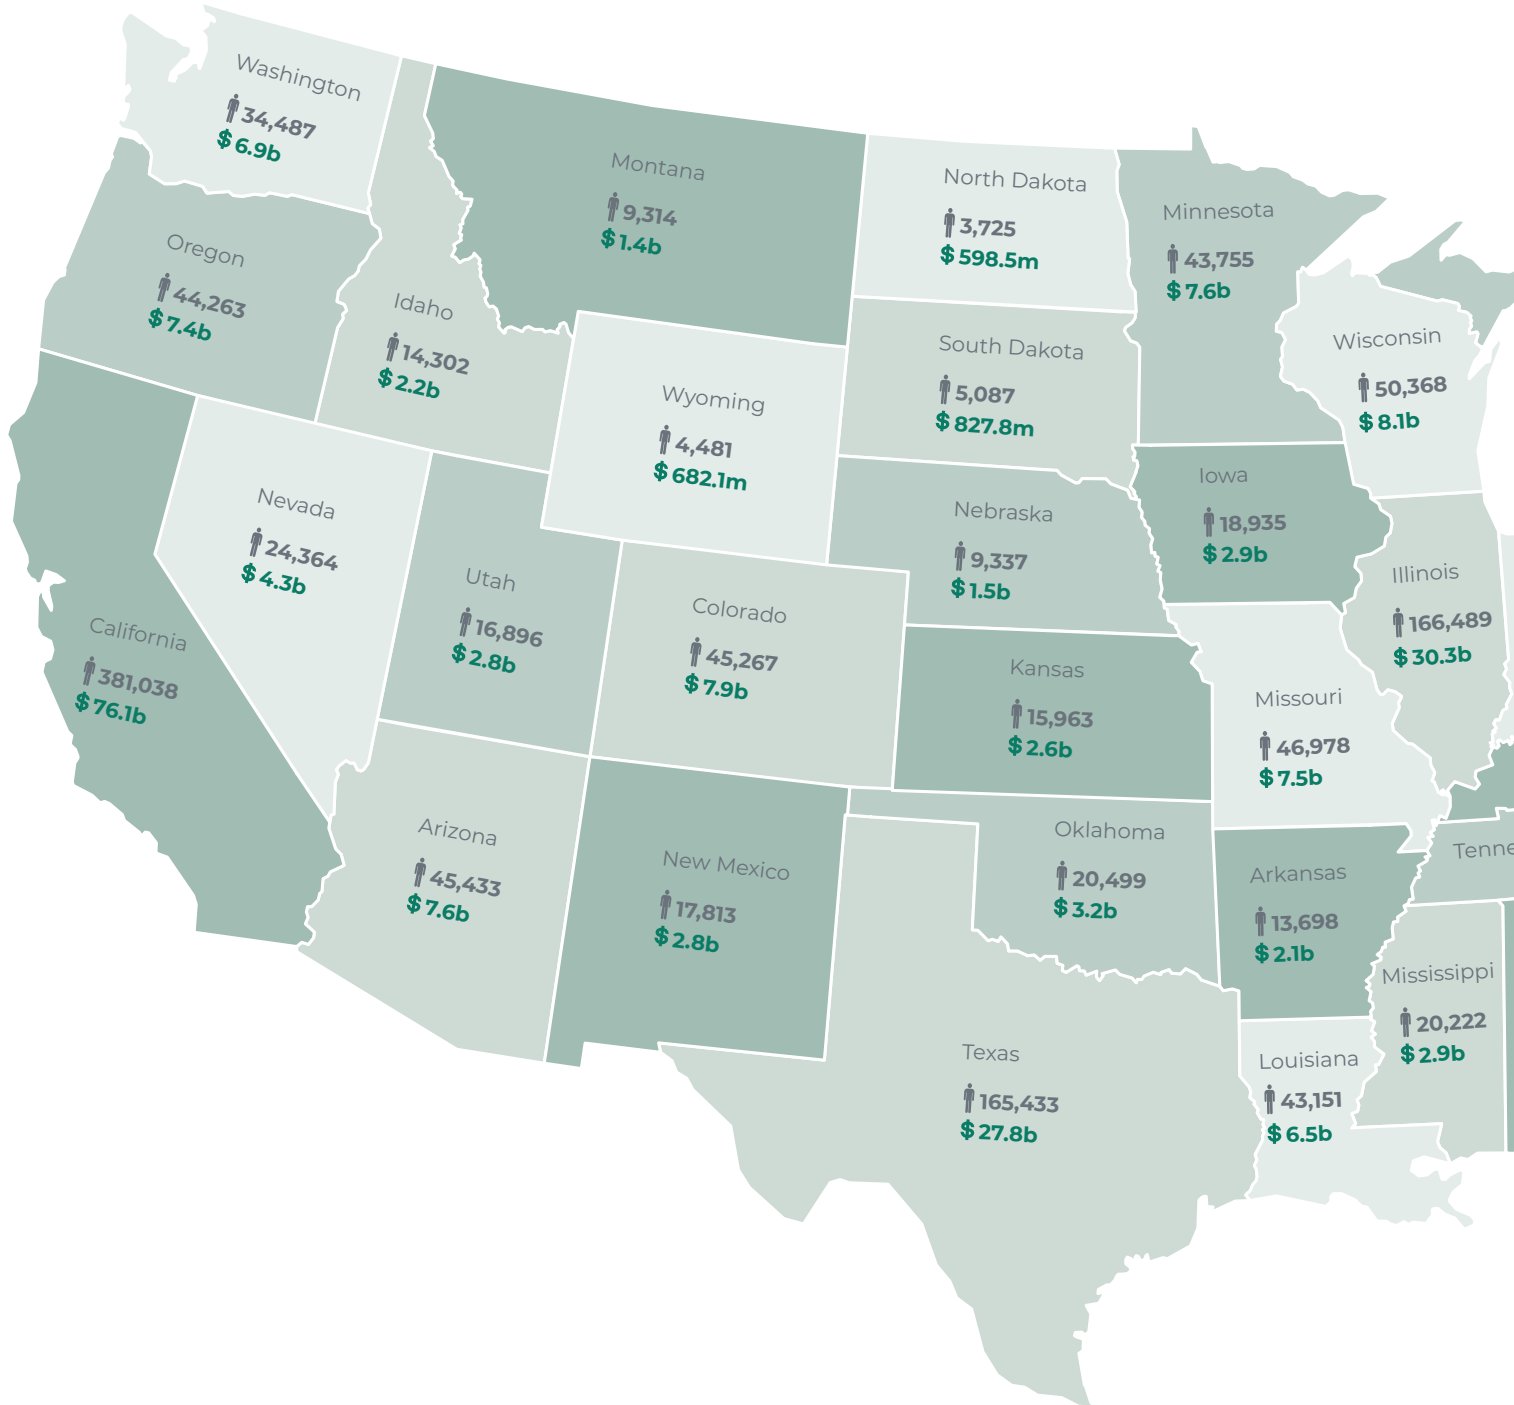 Washington
34,487
$ 6.9b
Montana
9,314
$ 1.4b
North Dakota
3,725
$ 598.5m
Minnesota
43,755
$ 7.6b
Oregon
44,263
$ 7.4b
Idaho
14,302
$ 2.2b
Wyoming
4,481
$ 682.1m
South Dakota
5,087
$ 827.8m
Wisconsin
50,368
$ 8.1b
Nevada
24,364
$ 4.3b
Utah
16,896
$ 2.8b
Colorado
45,267
$ 7.9b
Nebraska
9,337
$ 1.5b
Iowa
18,935
$ 2.9b
Illinois
166,489
$ 30.3b
California
381,038
$ 76.1b
Kansas
15,963
$ 2.6b
Missouri
46,978
$ 7.5b
Arizona
45,433
$ 7.6b
New Mexico
17,813
$ 2.8b
Oklahoma
20,499
$ 3.2b
Arkansas
13,698
$ 2.1b
Tenne
Mississippi
20,222
$ 2.9b
Texas
165,433
$ 27.8b
Louisiana
43,151
$ 6.5b